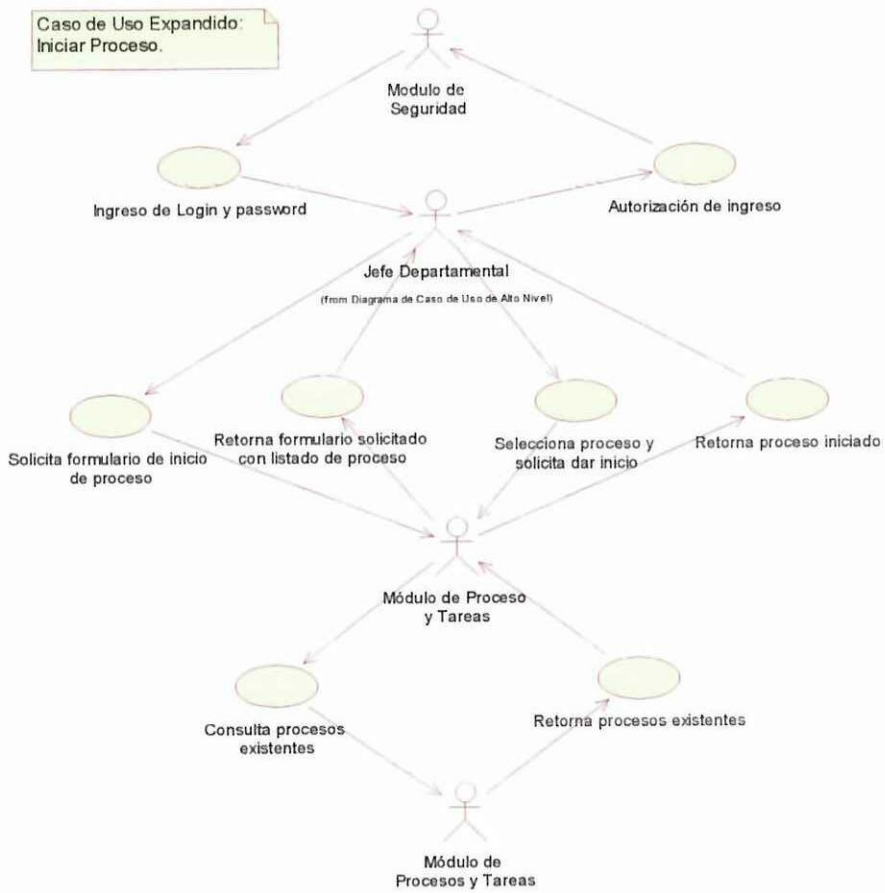 Caso de Uso Expandido:
Iniciar Proceso.
Modulo de
Seguridad
Ingreso de Login y password
Autorización de ingreso
Jefe Departamental
(from Diagrama de Caso de Uso de Alto Nivel)
Solicita formulario de inicio
de proceso
Retorna formulario solicitado
con listado de proceso
Selecciona proceso y
solicita dar inicio
Retorna proceso iniciado
Módulo de Proceso
y Tareas
Consulta procesos
existentes
Retorna procesos existentes
Módulo de
Procesos y Tareas